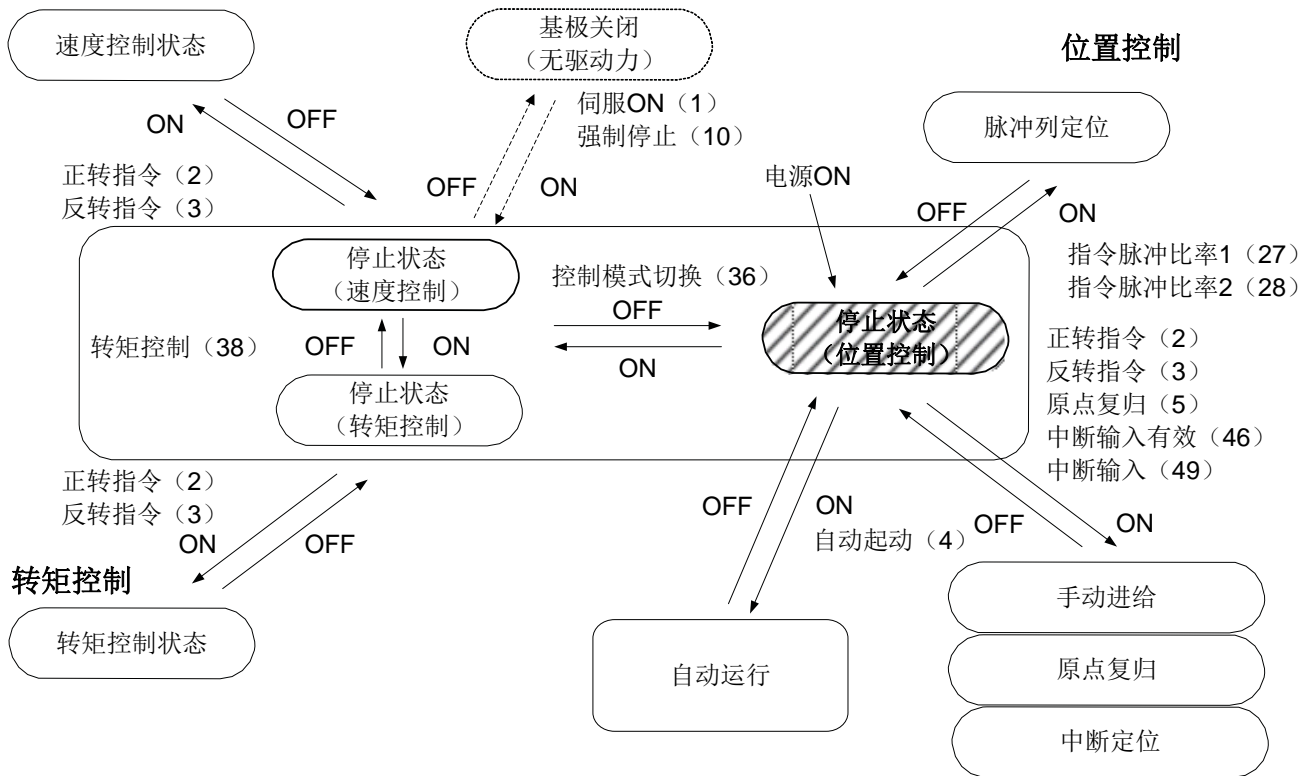 速度控制状态
基极关闭
（无驱动力）
位置控制
ON
OFF
伺服ON（1）
强制停止（10）
脉冲列定位
正转指令（2）
反转指令（3）
OFF
ON
电源ON
OFF
ON
停止状态
（速度控制）
控制模式切换（36）
指令脉冲比率1（27）
指令脉冲比率2（28）
OFF
停止状态
（位置控制）
转矩控制（38）
OFF
ON
ON
正转指令（2）
反转指令（3）
原点复归（5）
中断输入有效（46）
中断输入（49）
停止状态
（转矩控制）
正转指令（2）
反转指令（3）
ON
OFF
OFF
ON
自动起动（4）
OFF
ON
转矩控制
转矩控制状态
自动运行
手动进给
原点复归
中断定位